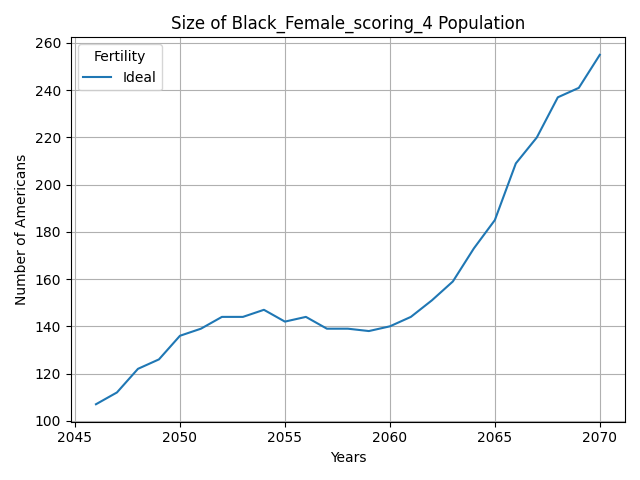 Size of Black_Female_scoring_4 Population
Fertility
Ideal
Number of Americans
260
240
220
200
180
160
140
120
100
2045 2050 2055 2060 2065 2070
Years